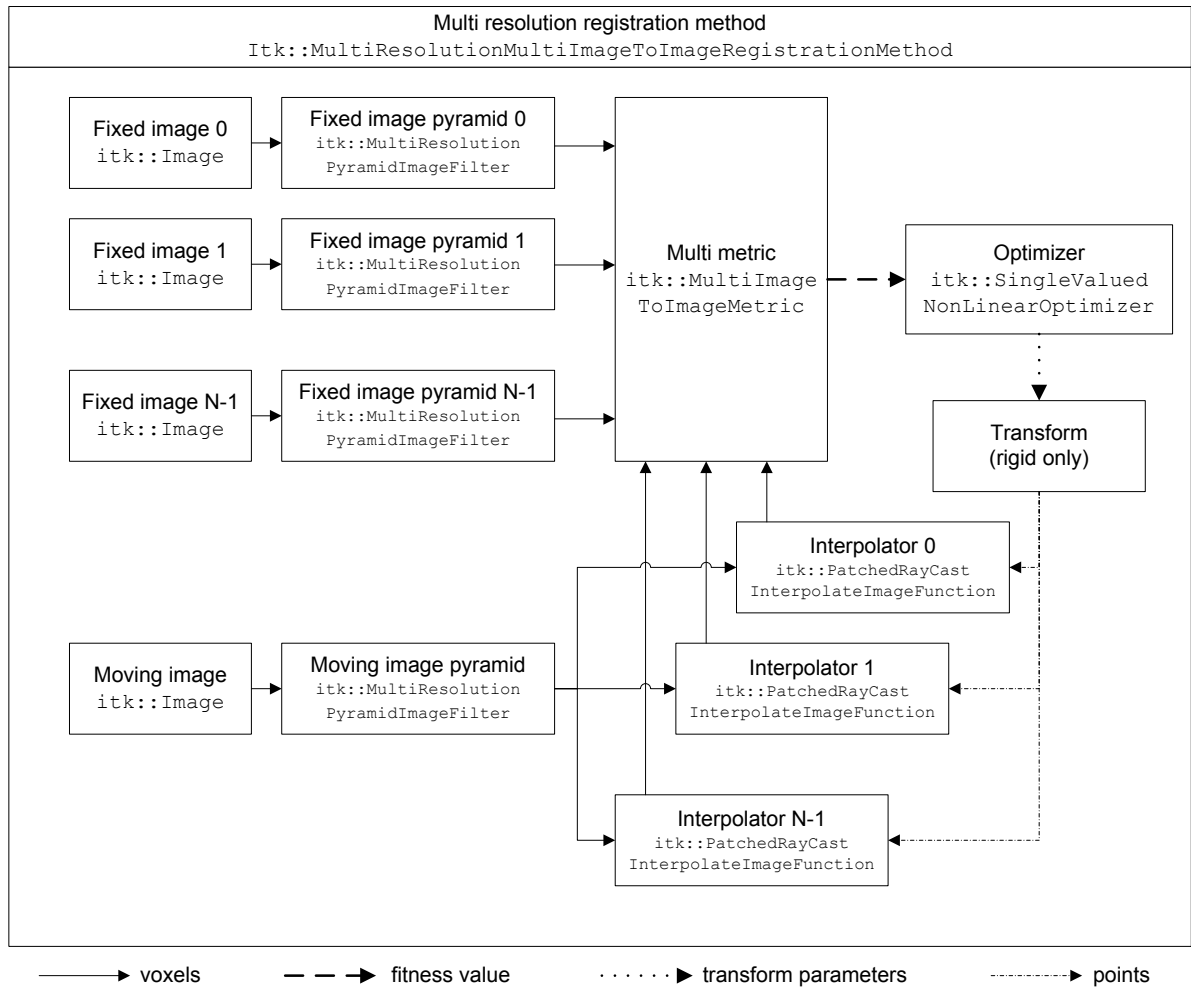 Multi resolution registration method
Itk::MultiResolutionMultiImageToImageRegistrationMethod
Fixed image 0
itk::Image
Fixed image pyramid 0
itk::MultiResolution
PyramidImageFilter
Fixed image 1
itk::Image
Fixed image pyramid 1
itk::MultiResolution
PyramidImageFilter
Fixed image N-1
itk::Image
Fixed image pyramid N-1
itk::MultiResolution
PyramidImageFilter
Multi metric
itk::MultiImage
ToImageMetric
Optimizer
itk::SingleValued
NonLinearOptimizer
Transform
(rigid only)
Interpolator 0
itk::PatchedRayCast
InterpolateImageFunction
Moving image
itk::Image
Moving image pyramid
itk::MultiResolution
PyramidImageFilter
Interpolator 1
itk::PatchedRayCast
InterpolateImageFunction
Interpolator N-1
itk::PatchedRayCast
InterpolateImageFunction
voxels
fitness value
transform parameters
points